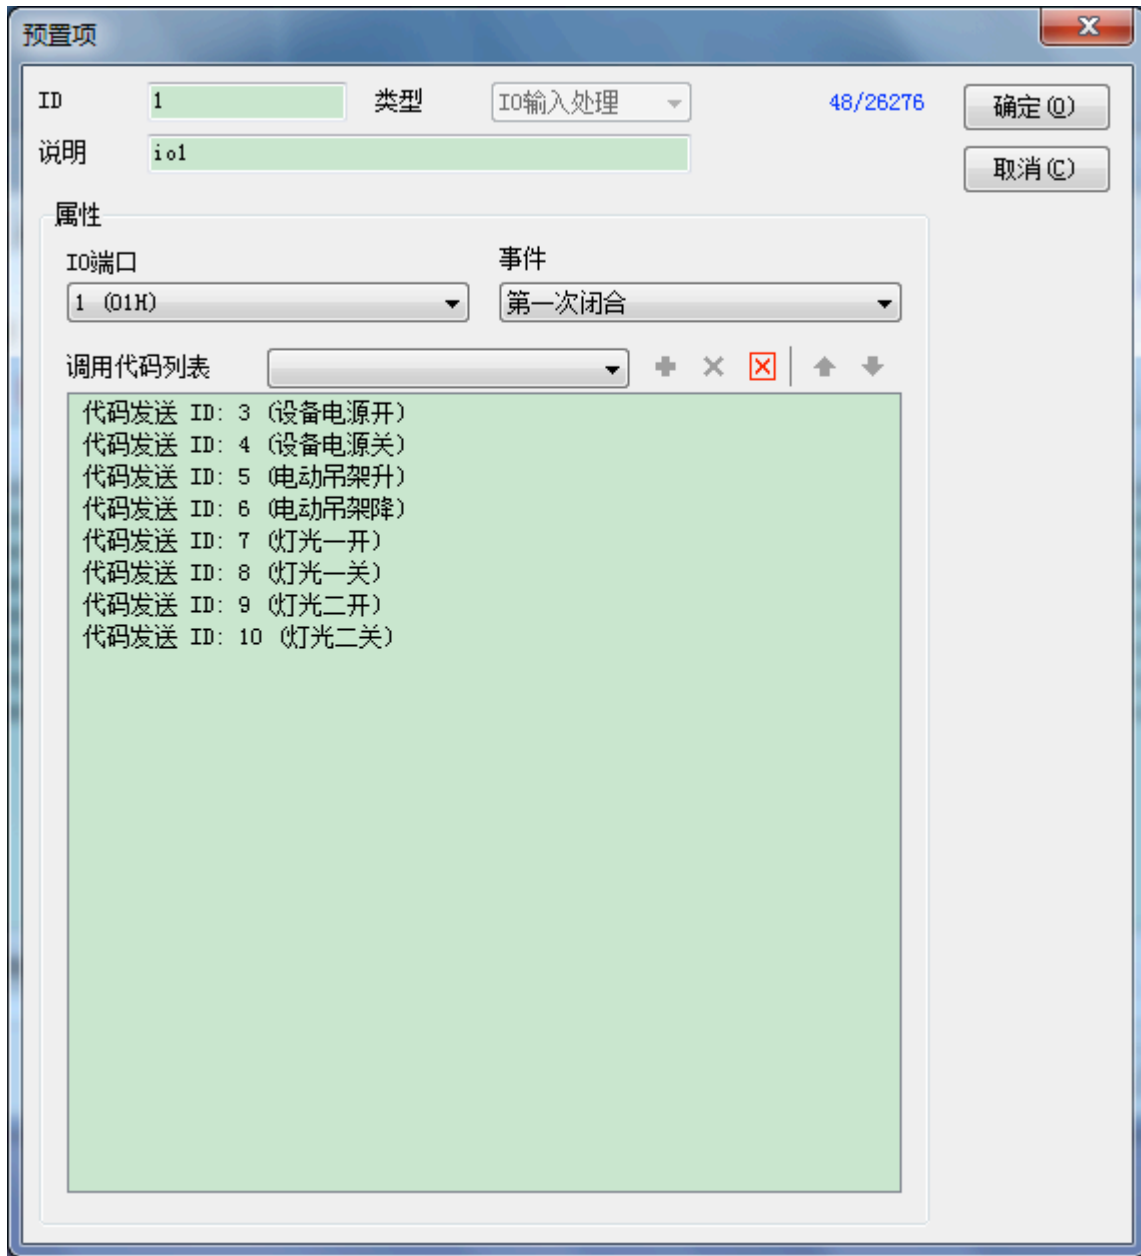 预置项
ID 1 类型 IO输入处理 48/26276 确定(O)
说明 io1 取消(C)
属性
IO端口 事件
1 (01H) 第一次闭合
调用代码列表
代码发送 ID: 3 (设备电源开)
代码发送 ID: 4 (设备电源关)
代码发送 ID: 5 (电动吊架升)
代码发送 ID: 6 (电动吊架降)
代码发送 ID: 7 (灯光一开)
代码发送 ID: 8 (灯光一关)
代码发送 ID: 9 (灯光二开)
代码发送 ID: 10 (灯光二关)